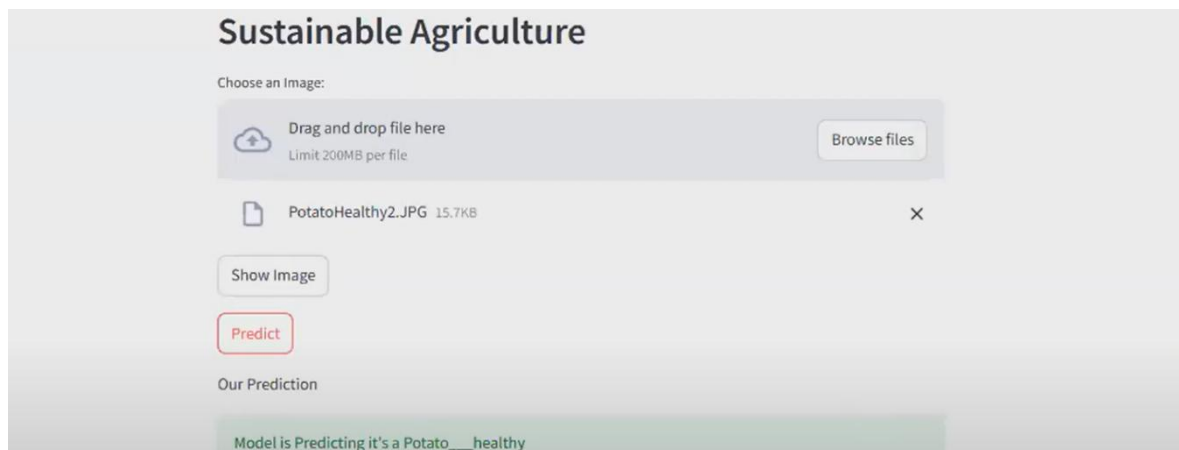 Sustainable Agriculture
Choose an Image:
Drag and drop file here
Limit 200MB per file
Browse files
PotatoHealthy2.JPG 15.7KB
Show Image
Predict
Our Prediction
Model is Predicting it's a Potato___healthy